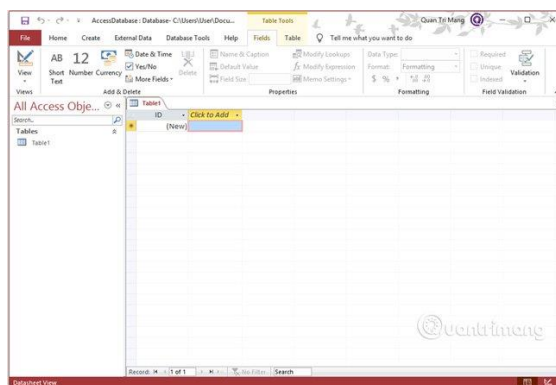 AccessDatabase : Database- C:\Users\User\Docu...
Table Tools
Quan Tri Mang
File Home Create External Data Database Tools Help Fields Table Tell me what you want to do
View
Views
AB
Short Text
12
Number
Currency
Date & Time
Yes/No
More Fields
Delete
Add & Delete
Name & Caption
Default Value
Field Size
Modify Lookups
fx Modify Expression
Memo Settings
Properties
Data Type:
Format: Formatting
$ %
Formatting
Required
Unique
Indexed
Validation
Field Validation
All Access Obje...
Search...
Tables
Table1
Table1
ID Click to Add
(New)
Record: 1 of 1 No Filter Search
Datasheet View
Quantrimang